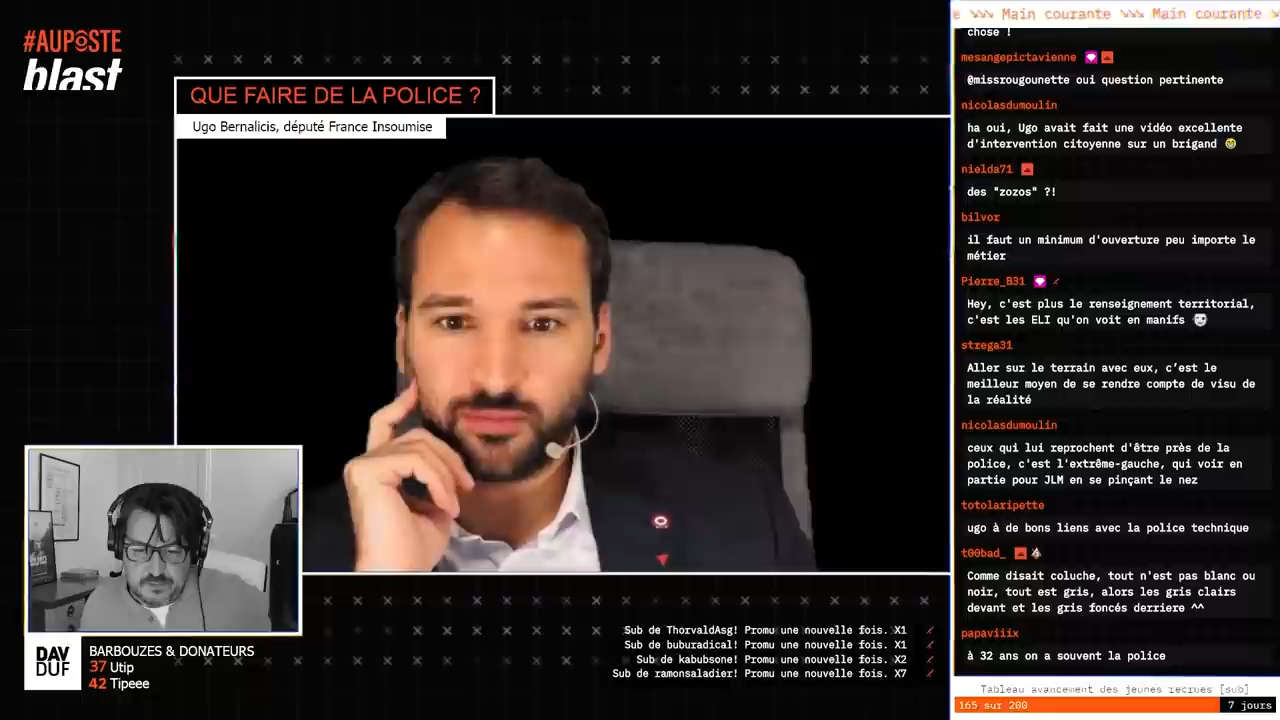 #AUPOSTE
blast
QUE FAIRE DE LA POLICE ?
Ugo Bernalicis, député France Insoumise
DAV
DUF
BARBOUZES & DONATEURS
37 Utip
42 Tipeee
Sub de ThorvaldAsg! Promu une nouvelle fois. X1
Sub de buburadical! Promu une nouvelle fois. X1
Sub de kabubsone! Promu une nouvelle fois. X2
Sub de ramonsaladier! Promu une nouvelle fois. X7
Main courante Main courante
chose !
mesangepictavienne
@missrougounette oui question pertinente
nicolasdumoulin
ha oui, Ugo avait fait une vidéo excellente
d'intervention citoyenne sur un brigand
nielda71
des "zozos" ?!
bilvor
il faut un minimum d'ouverture peu importe le
métier
Pierre_B31
Hey, c'est plus le renseignement territorial,
c'est les ELI qu'on voit en manifs
strega31
Aller sur le terrain avec eux, c’est le
meilleur moyen de se rendre compte de visu de
la réalité
nicolasdumoulin
ceux qui lui reprochent d'être près de la
police, c'est l'extrême-gauche, qui voir en
partie pour JLM en se pinçant le nez
totolaripette
ugo à de bons liens avec la police technique
t00bad_
Comme disait coluche, tout n'est pas blanc ou
noir, tout est gris, alors les gris clairs
devant et les gris foncés derriere ^^
papaviiix
à 32 ans on a souvent la police
Tableau avancement des jeunes recrues [sub]
165 sur 200 7 jours